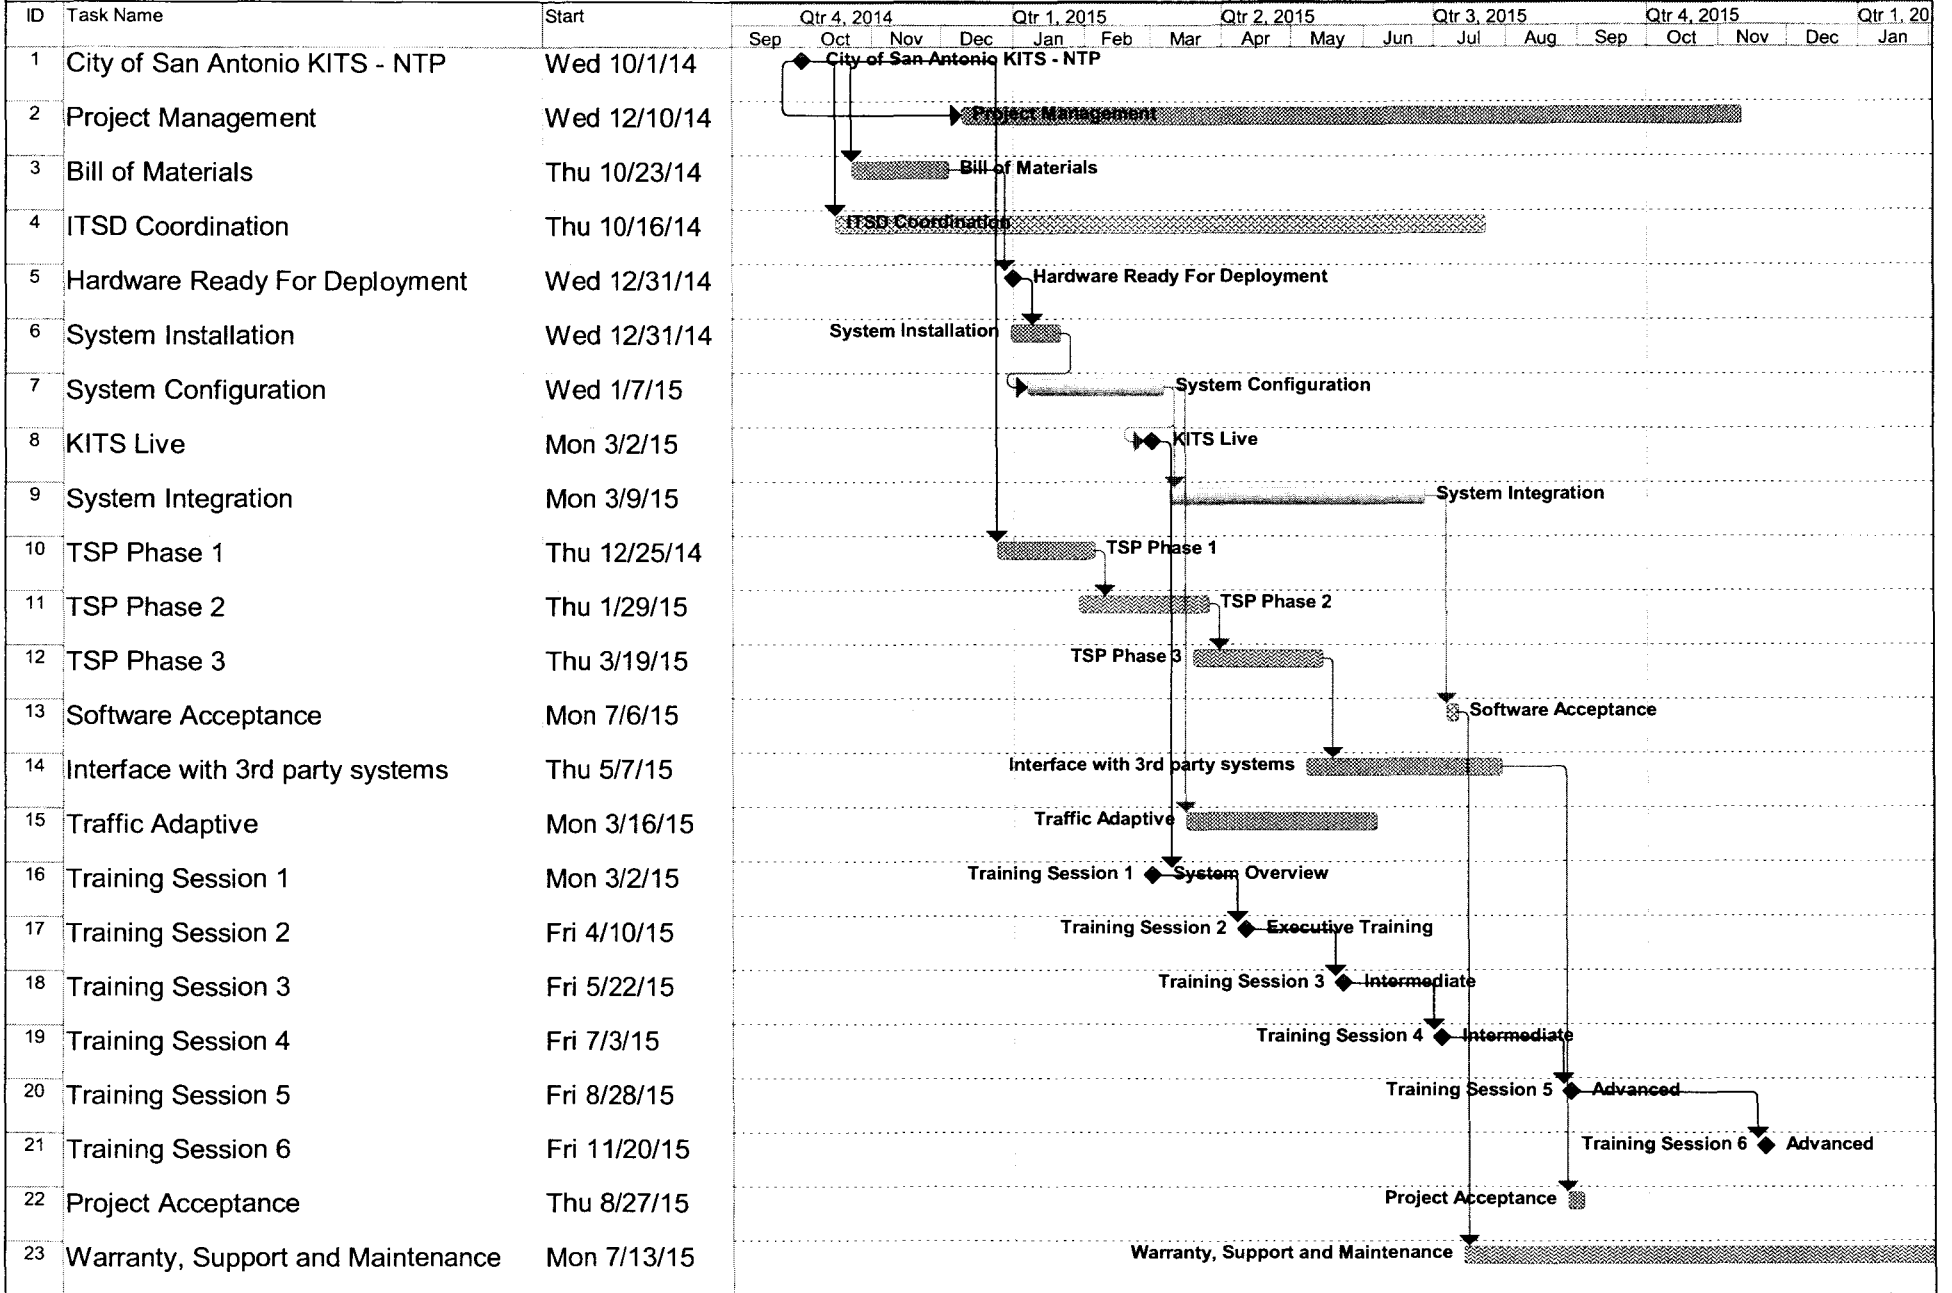 ID Task Name Start Qtr 4, 2014 Qtr 1, 2015 Qtr 2, 2015 Qtr 3, 2015 Qtr 4, 2015 Qtr 1, 20
Sep Oct Nov Dec Jan Feb Mar Apr May Jun Jul Aug Sep Oct Nov Dec Jan
1 City of San Antonio KITS - NTP Wed 10/1/14 City of San Antonio KITS - NTP
2 Project Management Wed 12/10/14 Project Management
3 Bill of Materials Thu 10/23/14 Bill of Materials
4 ITSD Coordination Thu 10/16/14 ITSD Coordination
5 Hardware Ready For Deployment Wed 12/31/14 Hardware Ready For Deployment
6 System Installation Wed 12/31/14 System Installation
7 System Configuration Wed 1/7/15 System Configuration
8 KITS Live Mon 3/2/15 KITS Live
9 System Integration Mon 3/9/15 System Integration
10 TSP Phase 1 Thu 12/25/14 TSP Phase 1
11 TSP Phase 2 Thu 1/29/15 TSP Phase 2
12 TSP Phase 3 Thu 3/19/15 TSP Phase 3
13 Software Acceptance Mon 7/6/15 Software Acceptance
14 Interface with 3rd party systems Thu 5/7/15 Interface with 3rd party systems
15 Traffic Adaptive Mon 3/16/15 Traffic Adaptive
16 Training Session 1 Mon 3/2/15 Training Session 1 System Overview
17 Training Session 2 Fri 4/10/15 Training Session 2 Executive Training
18 Training Session 3 Fri 5/22/15 Training Session 3 Intermediate
19 Training Session 4 Fri 7/3/15 Training Session 4 Intermediate
20 Training Session 5 Fri 8/28/15 Training Session 5 Advanced
21 Training Session 6 Fri 11/20/15 Training Session 6 Advanced
22 Project Acceptance Thu 8/27/15 Project Acceptance
23 Warranty, Support and Maintenance Mon 7/13/15 Warranty, Support and Maintenance